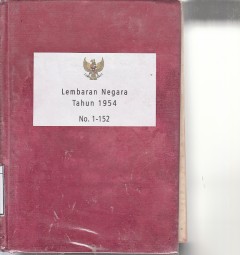 Lembaran Negara
Tahun 1954
No. 1-152